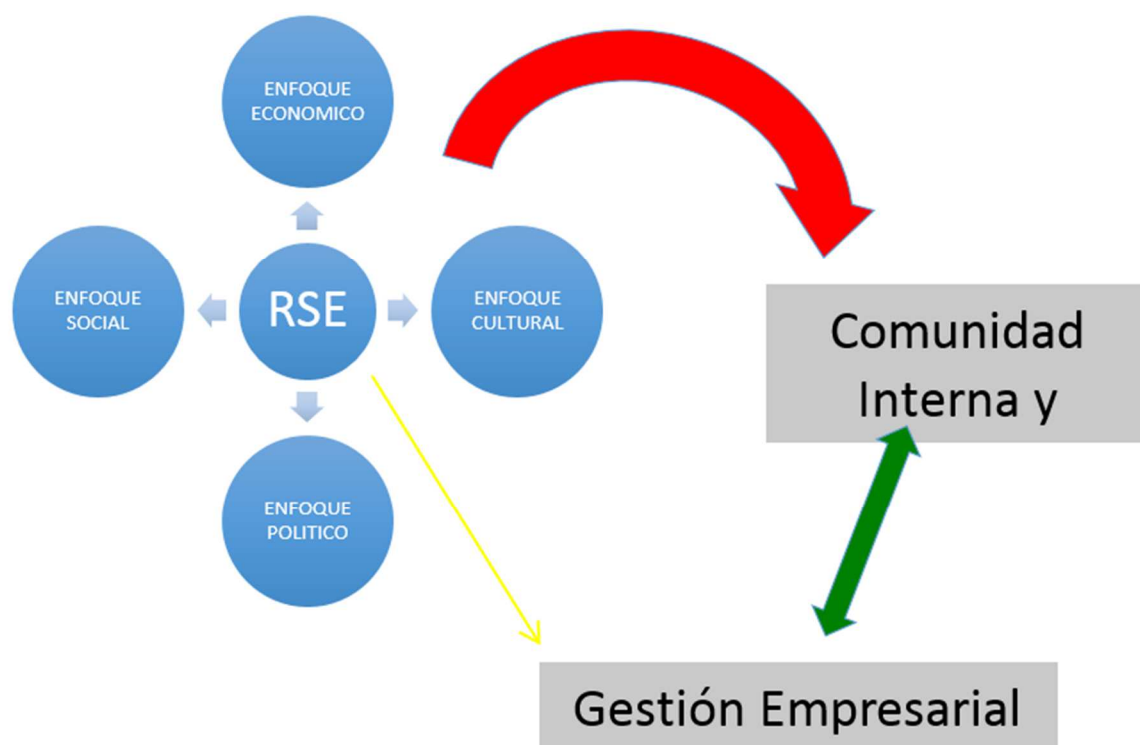 ENFOQUE
ECONOMICO
ENFOQUE
SOCIAL
RSE
ENFOQUE
CULTURAL
ENFOQUE
POLITICO
Comunidad
Interna y
Gestión Empresarial